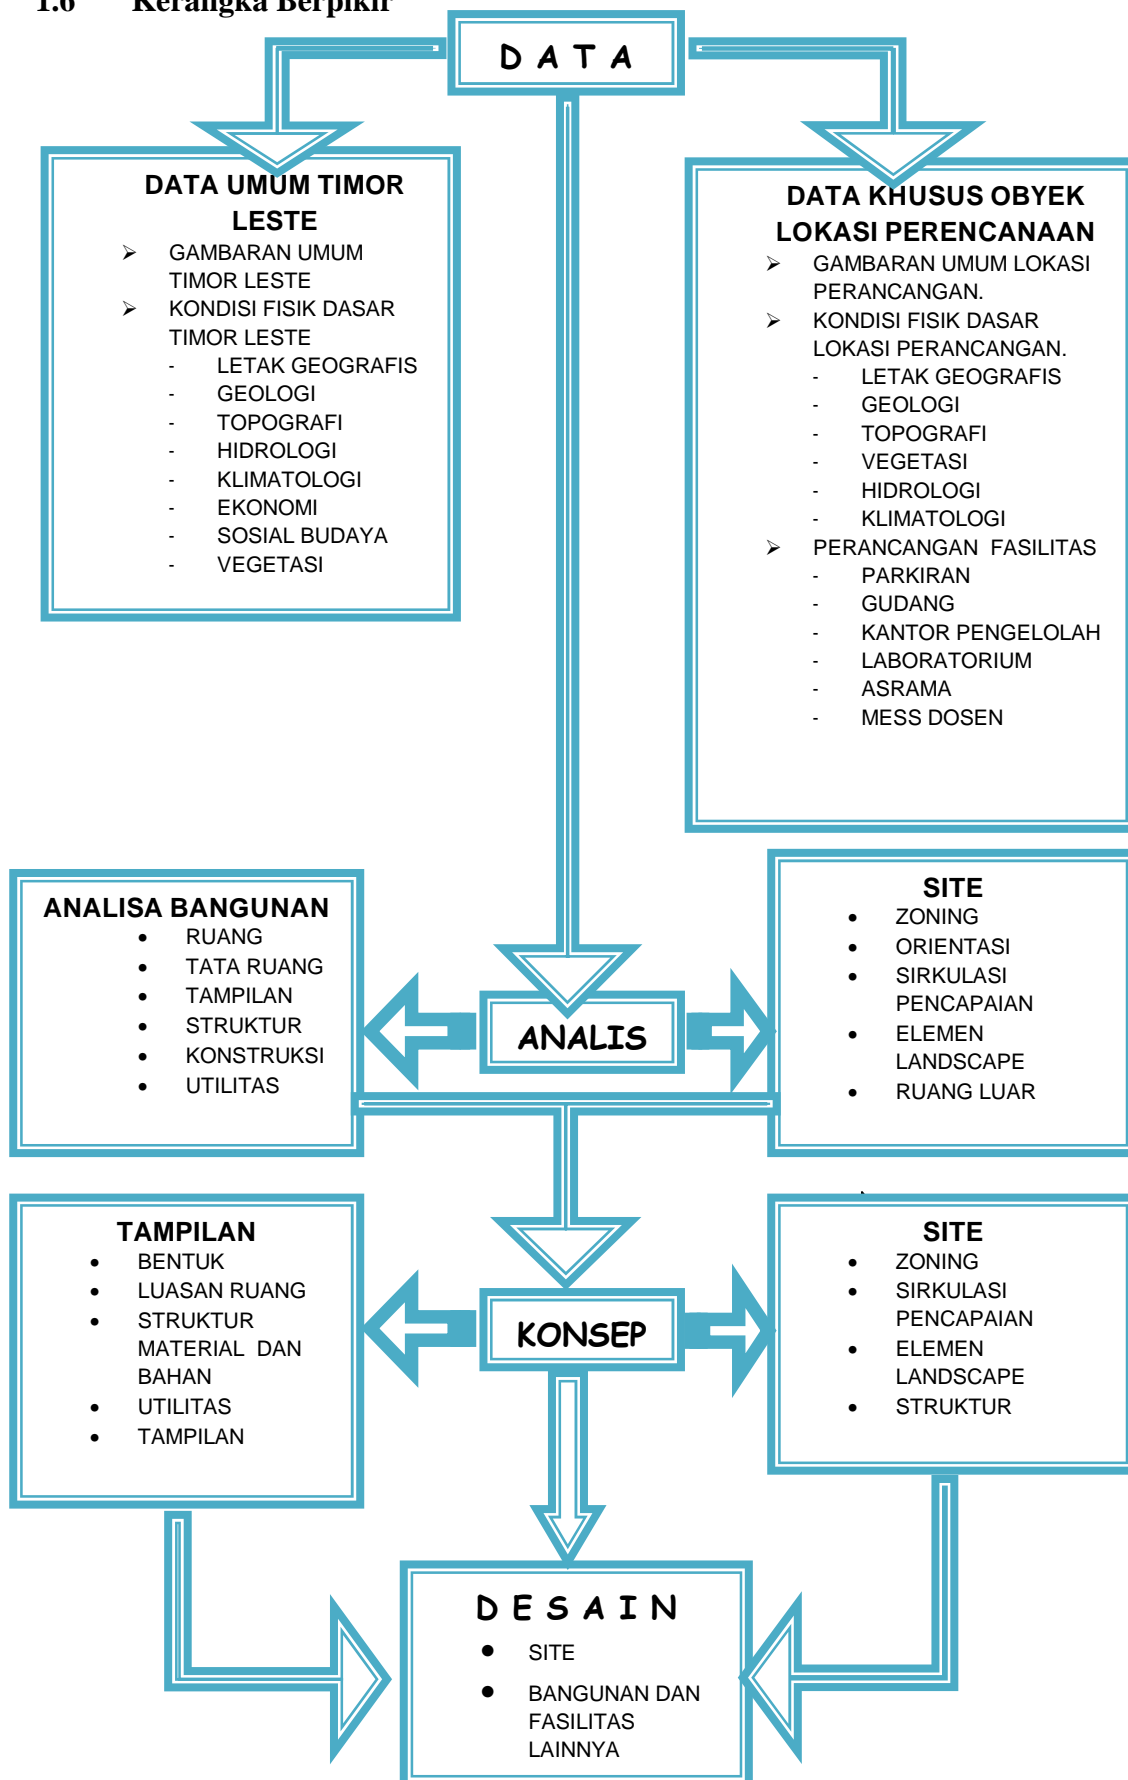 1.6 Kerangka Berpikir
D A T A
DATA UMUM TIMOR
LESTE
➢ GAMBARAN UMUM
TIMOR LESTE
➢ KONDISI FISIK DASAR
TIMOR LESTE
- LETAK GEOGRAFIS
- GEOLOGI
- TOPOGRAFI
- HIDROLOGI
- KLIMATOLOGI
- EKONOMI
- SOSIAL BUDAYA
- VEGETASI
DATA KHUSUS OBYEK
LOKASI PERENCANAAN
➢ GAMBARAN UMUM LOKASI
PERANCANGAN.
➢ KONDISI FISIK DASAR
LOKASI PERANCANGAN.
- LETAK GEOGRAFIS
- GEOLOGI
- TOPOGRAFI
- VEGETASI
- HIDROLOGI
- KLIMATOLOGI
➢ PERANCANGAN FASILITAS
- PARKIRAN
- GUDANG
- KANTOR PENGELOLAH
- LABORATORIUM
- ASRAMA
- MESS DOSEN
ANALISA BANGUNAN
• RUANG
• TATA RUANG
• TAMPILAN
• STRUKTUR
• KONSTRUKSI
• UTILITAS
ANALIS
SITE
• ZONING
• ORIENTASI
• SIRKULASI
PENCAPAIAN
• ELEMEN
LANDSCAPE
• RUANG LUAR
TAMPILAN
• BENTUK
• LUASAN RUANG
• STRUKTUR
MATERIAL DAN
BAHAN
• UTILITAS
• TAMPILAN
KONSEP
SITE
• ZONING
• SIRKULASI
PENCAPAIAN
• ELEMEN
LANDSCAPE
• STRUKTUR
D E S A I N
• SITE
• BANGUNAN DAN
FASILITAS
LAINNYA